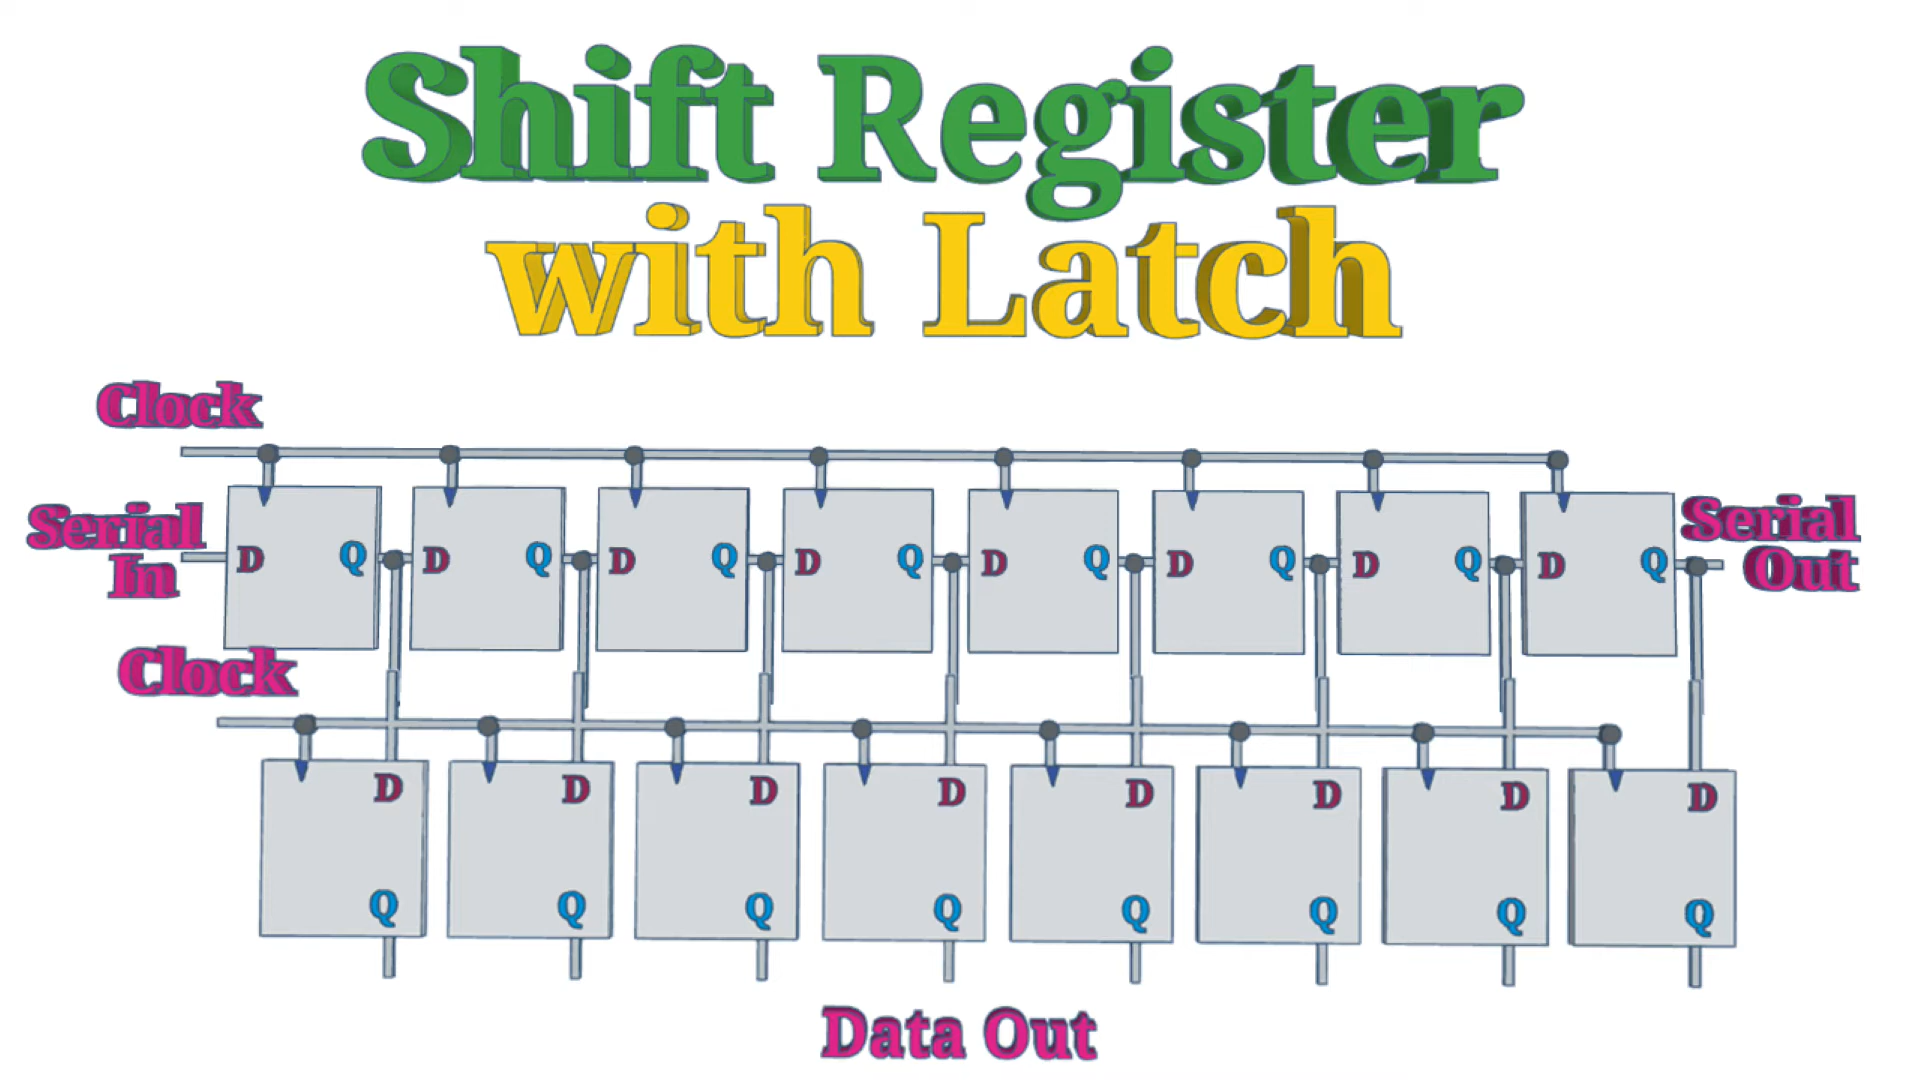 Shift Register
with Latch
Clock
Serial
In
D Q D Q D Q D Q D Q D Q D Q D Q
Serial
Out
Clock
D D D D D D D D
Q Q Q Q Q Q Q Q
Data Out